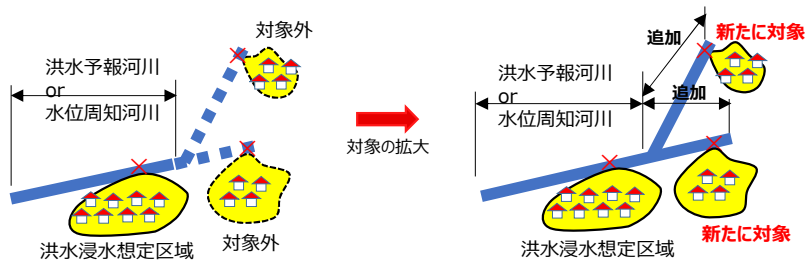 対象外
洪水予報河川
or
水位周知河川
対象外
洪水浸水想定区域
対象の拡大
新たに対象
追加
洪水予報河川
or
水位周知河川
追加
新たに対象
洪水浸水想定区域